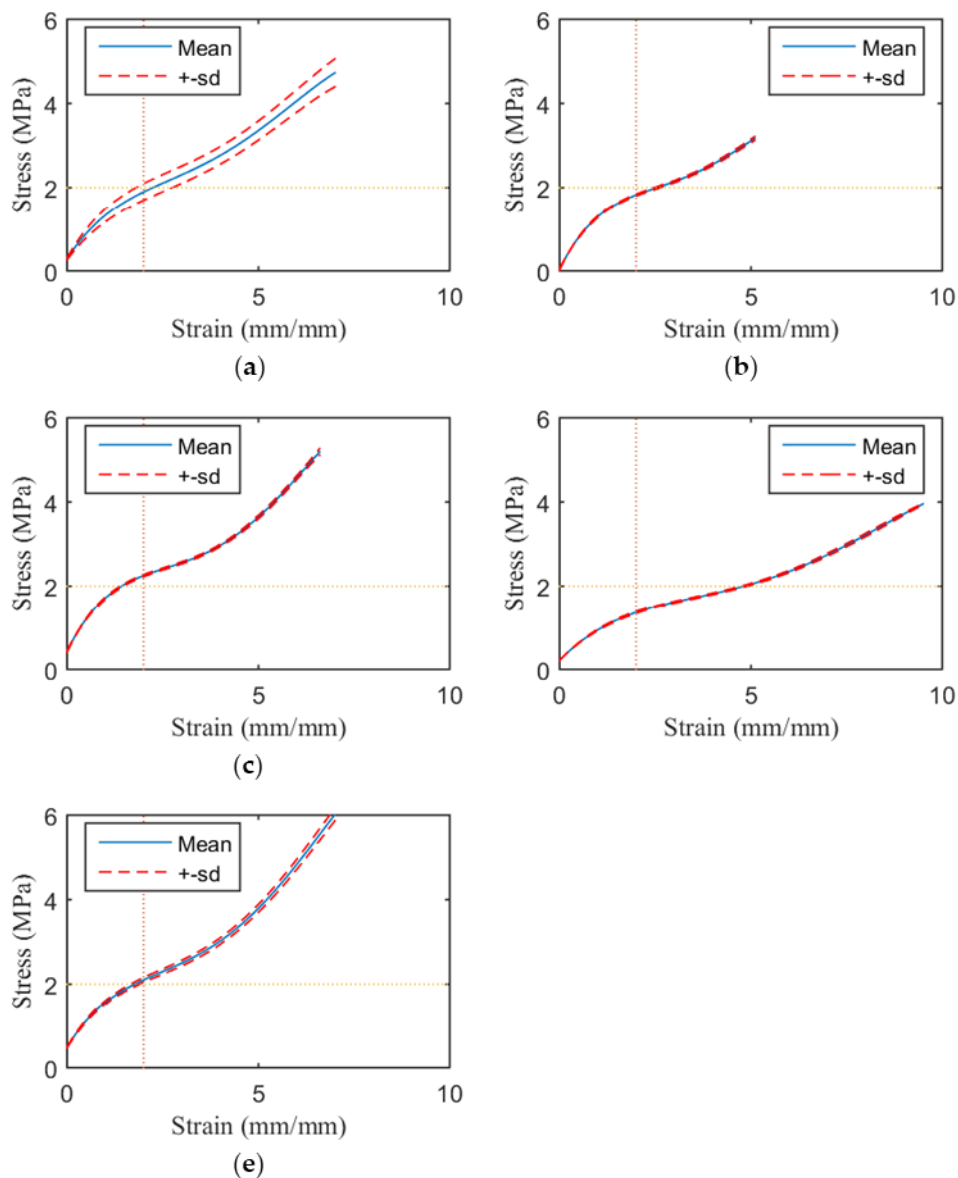 6
4
2
0
Stress (MPa)
Mean
+-sd
0 5 10
Strain (mm/mm)
(a)
6
4
2
0
Stress (MPa)
Mean
+-sd
0 5 10
Strain (mm/mm)
(b)
6
4
2
0
Stress (MPa)
Mean
+-sd
0 5 10
Strain (mm/mm)
(c)
6
4
2
0
Stress (MPa)
Mean
+-sd
0 5 10
Strain (mm/mm)
6
4
2
0
Stress (MPa)
Mean
+-sd
0 5 10
Strain (mm/mm)
(e)